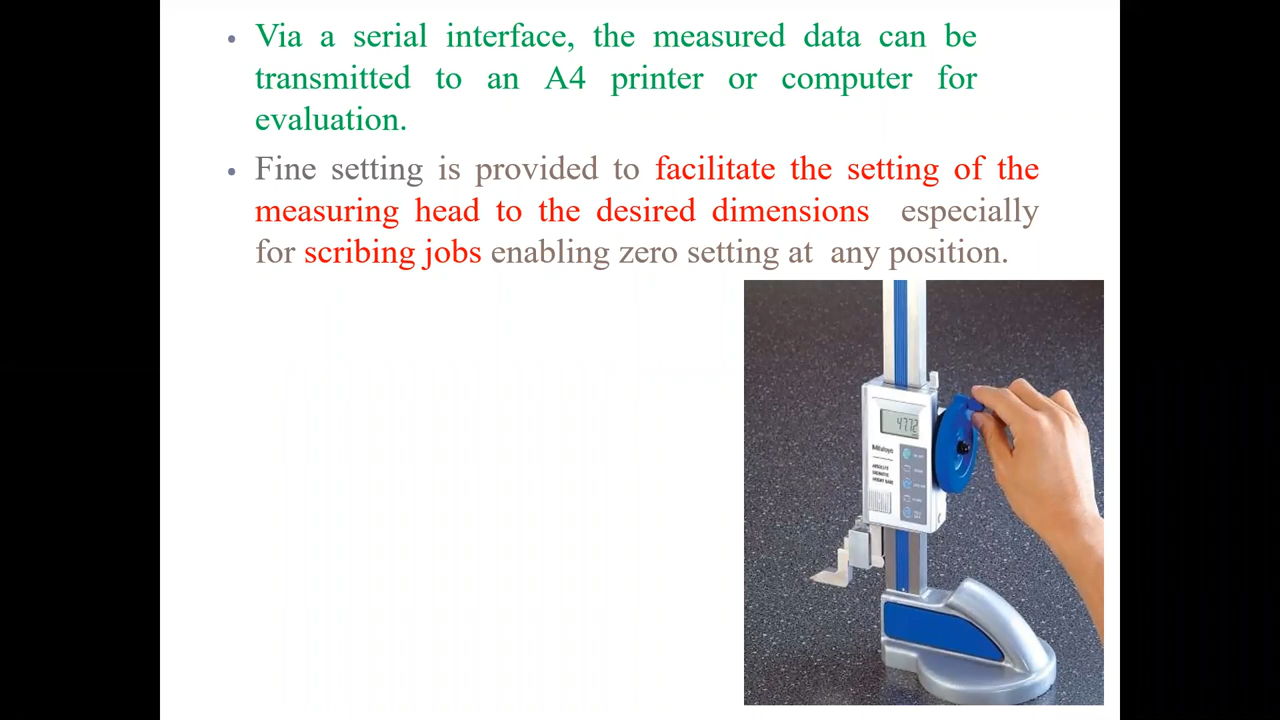 • Via a serial interface, the measured data can be
transmitted to an A4 printer or computer for
evaluation.
• Fine setting is provided to facilitate the setting of the
measuring head to the desired dimensions especially
for scribing jobs enabling zero setting at any position.
Mitutoyo
ABSOLUTE